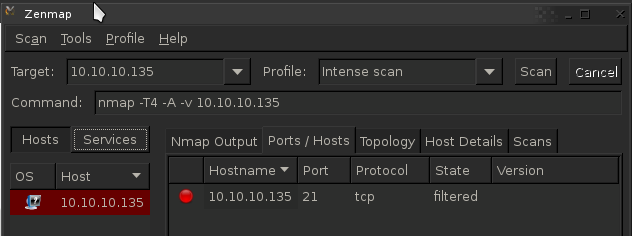 Zenmap
Scan Tools Profile Help
Target: 10.10.10.135 Profile: Intense scan Scan Cancel
Command: nmap -T4 -A -v 10.10.10.135
Hosts Services Nmap Output Ports / Hosts Topology Host Details Scans
OS Host Hostname Port Protocol State Version
10.10.10.135 10.10.10.135 21 tcp filtered